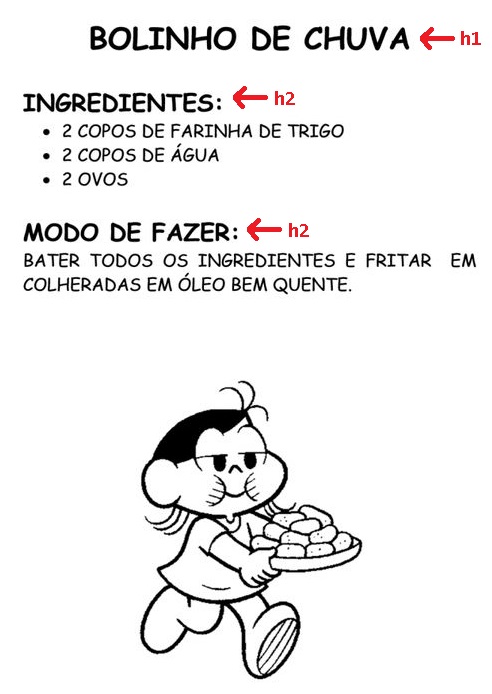 BOLINHO DE CHUVA h1
INGREDIENTES: h2
• 2 COPOS DE FARINHA DE TRIGO
• 2 COPOS DE ÁGUA
• 2 OVOS
MODO DE FAZER: h2
BATER TODOS OS INGREDIENTES E FRITAR EM
COLHERADAS EM ÓLEO BEM QUENTE.